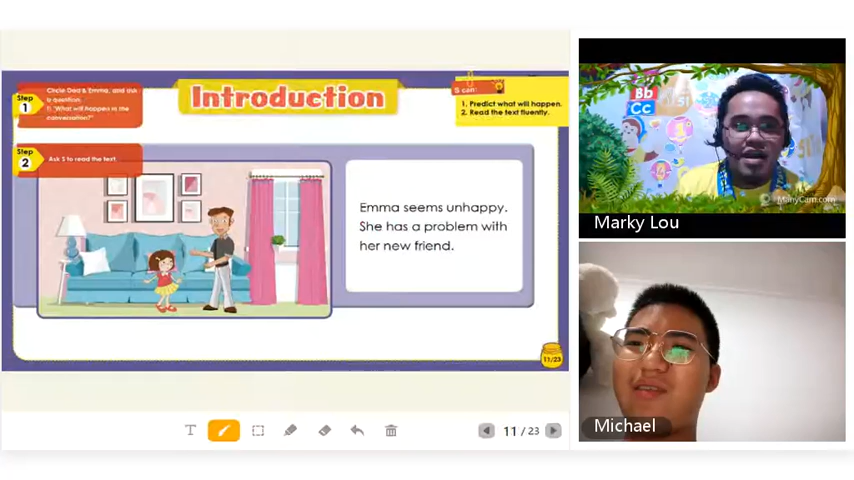 Step
1
Circle Dad & Emma, and ask
a question.
1) "What will happen in the
conversation?"
Introduction
S can:
1. Predict what will happen.
2. Read the text fluently.
Step
2
Ask S to read the text.
Emma seems unhappy.
She has a problem with
her new friend.
11/23
T
11 / 23
Bb
Cc
ManyCam.com
Marky Lou
Michael